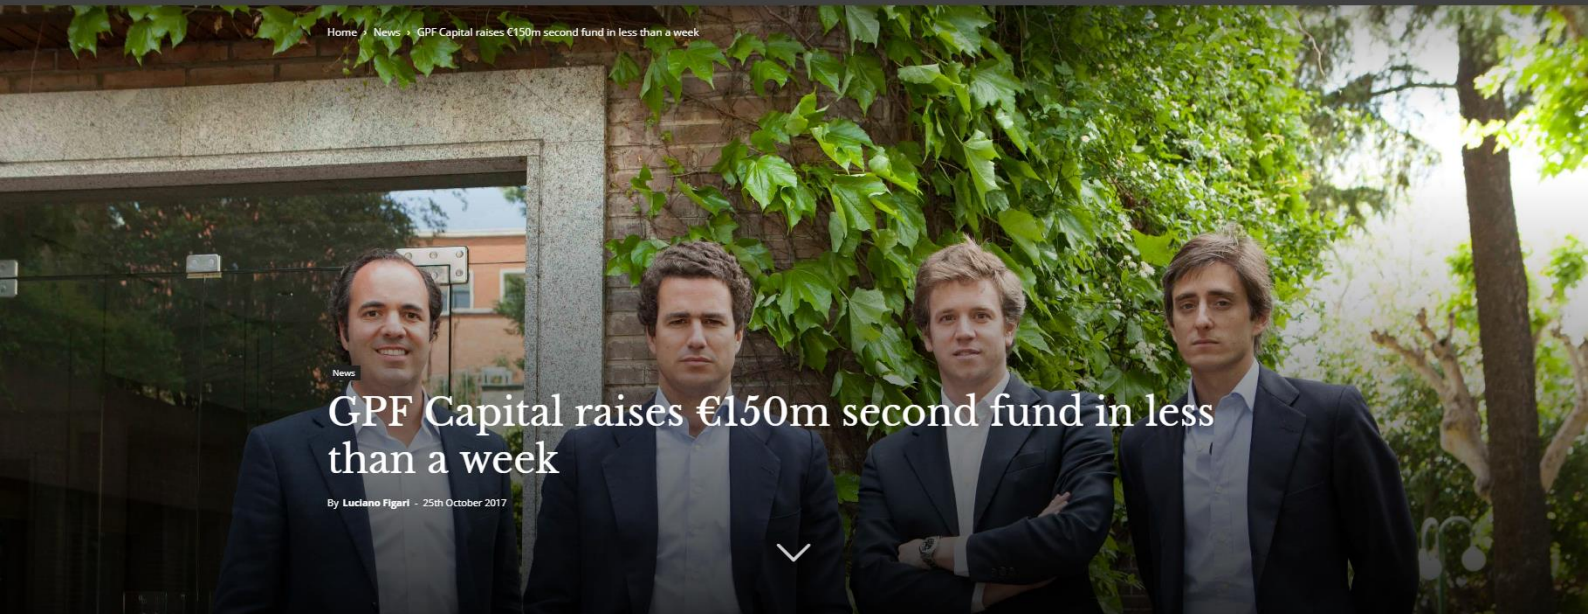 Home › News › GPF Capital raises €150m second fund in less than a week
News
GPF Capital raises €150m second fund in less
than a week
By Luciano Figari - 25th October 2017